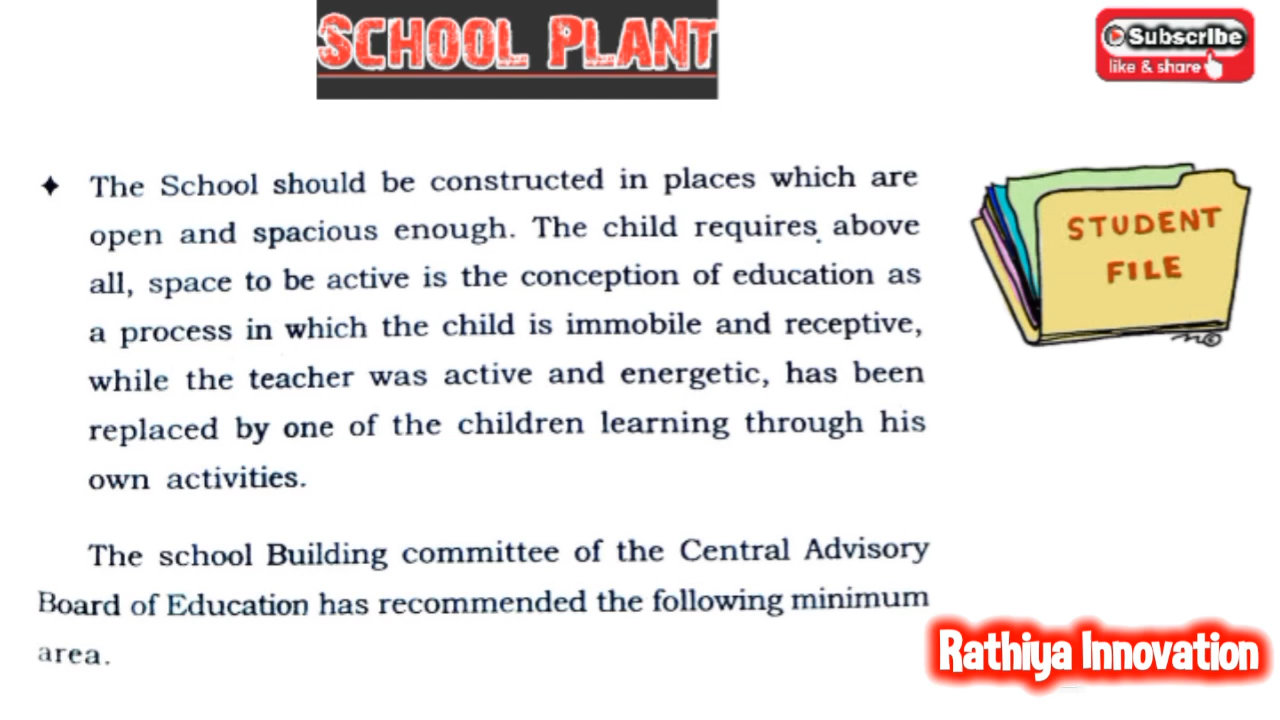 SCHOOL PLANT
Subscribe
like & share
The School should be constructed in places which are
open and spacious enough. The child requires, above
all, space to be active is the conception of education as
a process in which the child is immobile and receptive,
while the teacher was active and energetic, has been
replaced by one of the children learning through his
own activities.
STUDENT
FILE
The school Building committee of the Central Advisory
Board of Education has recommended the following minimum
area.
Rathiya Innovation